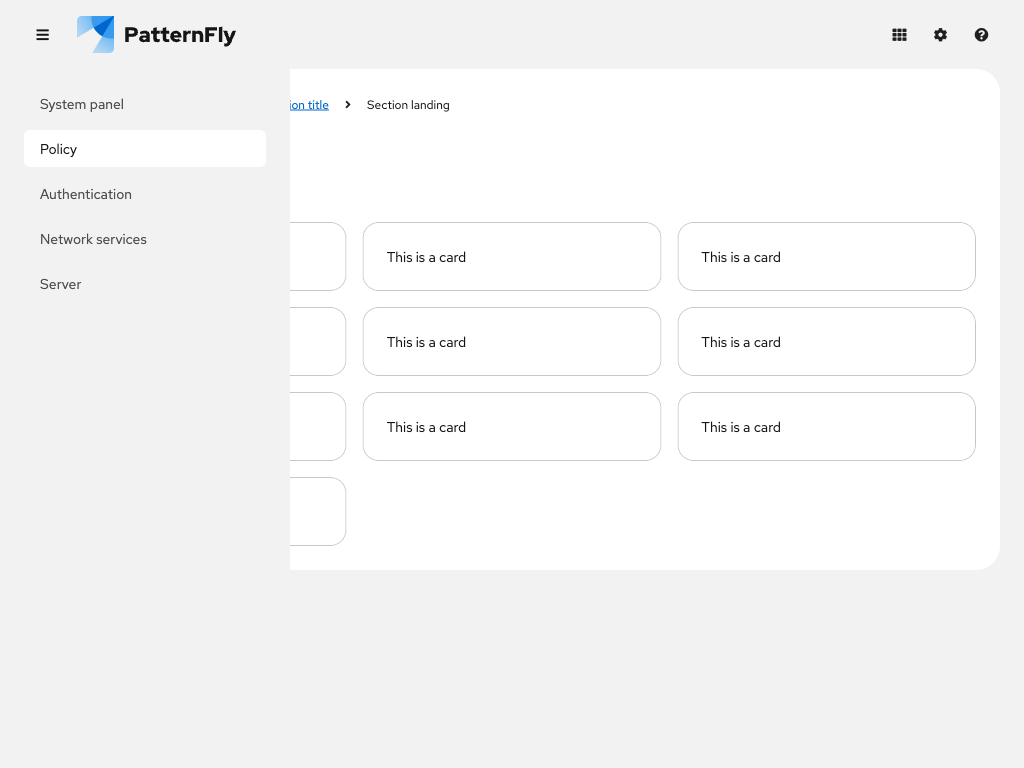 PatternFly
System panel
Policy
Authentication
Network services
Server
ion title
Section landing
This is a card
This is a card
This is a card
This is a card
This is a card
This is a card